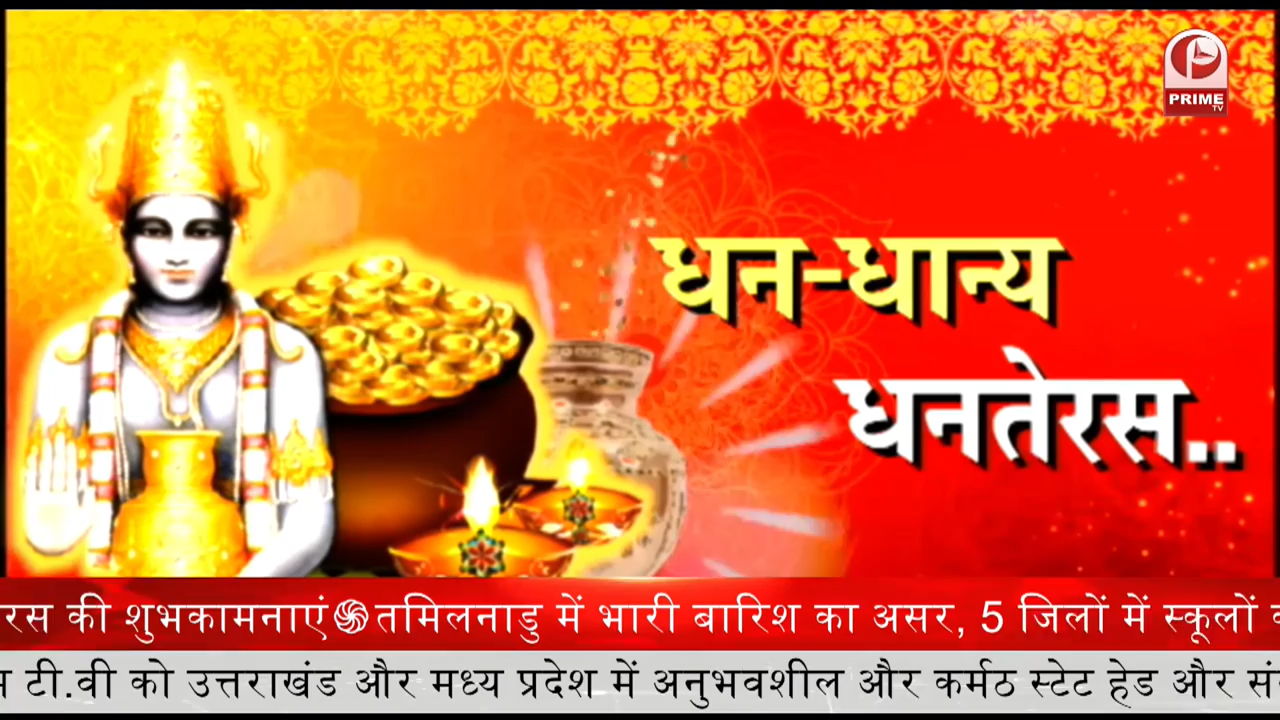 PRIME
TV
धन-धान्य
धनतेरस..
रस की शुभकामनाएं तमिलनाडु में भारी बारिश का असर, 5 जिलों में स्कूलों
टी.वी को उत्तराखंड और मध्य प्रदेश में अनुभवशील और कर्मठ स्टेट हेड और